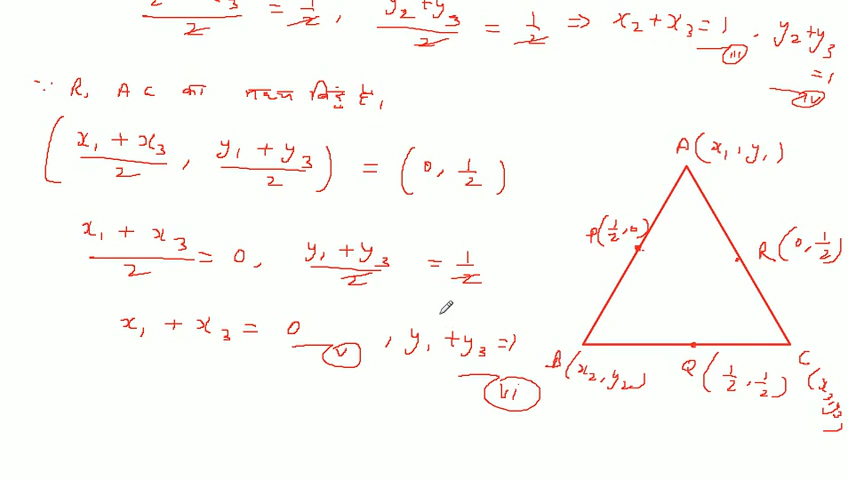 = 1/2, (y₂ + y₃)/2 = 1/2 ⇒ x₂ + x₃ = 1 (iii), y₂ + y₃ = 1 (iv)
∵ R, AC का मध्य बिंदु है,
((x₁ + x₃)/2, (y₁ + y₃)/2) = (0, 1/2)
(x₁ + x₃)/2 = 0, (y₁ + y₃)/2 = 1/2
x₁ + x₃ = 0 (v), y₁ + y₃ = 1 (vi)
A(x₁, y₁)
P(1/2, 0)
R(0, 1/2)
B(x₂, y₂)
Q(1/2, 1/2)
C(x₃, y₃)